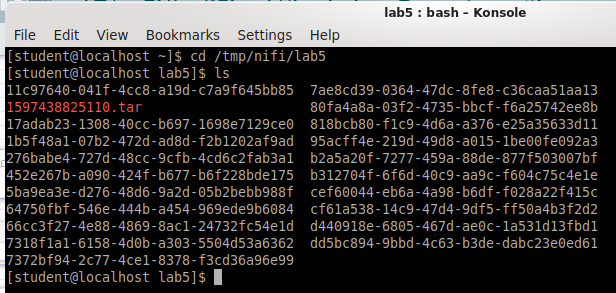 lab5 : bash – Konsole
File Edit View Bookmarks Settings Help
[student@localhost ~]$ cd /tmp/nifi/lab5
[student@localhost lab5]$ ls
11c97640-041f-4cc8-a19d-c7a9f645bb85 7ae8cd39-0364-47dc-8fe8-c36caa51aa13
1597438825110.tar 80fa4a8a-03f2-4735-bbcf-f6a25742ee8b
17adab23-1308-40cc-b697-1698e7129ce0 818bcb80-f1c9-4d6a-a376-e25a35633d11
1b5f48a1-07b2-472d-ad8d-f2b1202af9ad 95acff4e-219d-49d8-a015-1be00fe092a3
276babe4-727d-48cc-9cfb-4cd6c2fab3a1 b2a5a20f-7277-459a-88de-877f503007bf
452e267b-a090-424f-b677-b6f228bde175 b312704f-6f6d-40c9-aa9c-f604c75c4e1e
5ba9ea3e-d276-48d6-9a2d-05b2bebb988f cef60044-eb6a-4a98-b6df-f028a22f415c
64750fbf-546e-444b-a454-969ede9b6084 cf61a538-14c9-47d4-9df5-ff50a4b3f2d2
66cc3f27-4e88-4869-8ac1-24732fc54e1d d440918e-6805-467d-ae0c-1a531d13fbd1
7318f1a1-6158-4d0b-a303-5504d53a6362 dd5bc894-9bbd-4c63-b3de-dabc23e0ed61
7372bf94-2c77-4ce1-8378-f3cd36a96e99
[student@localhost lab5]$